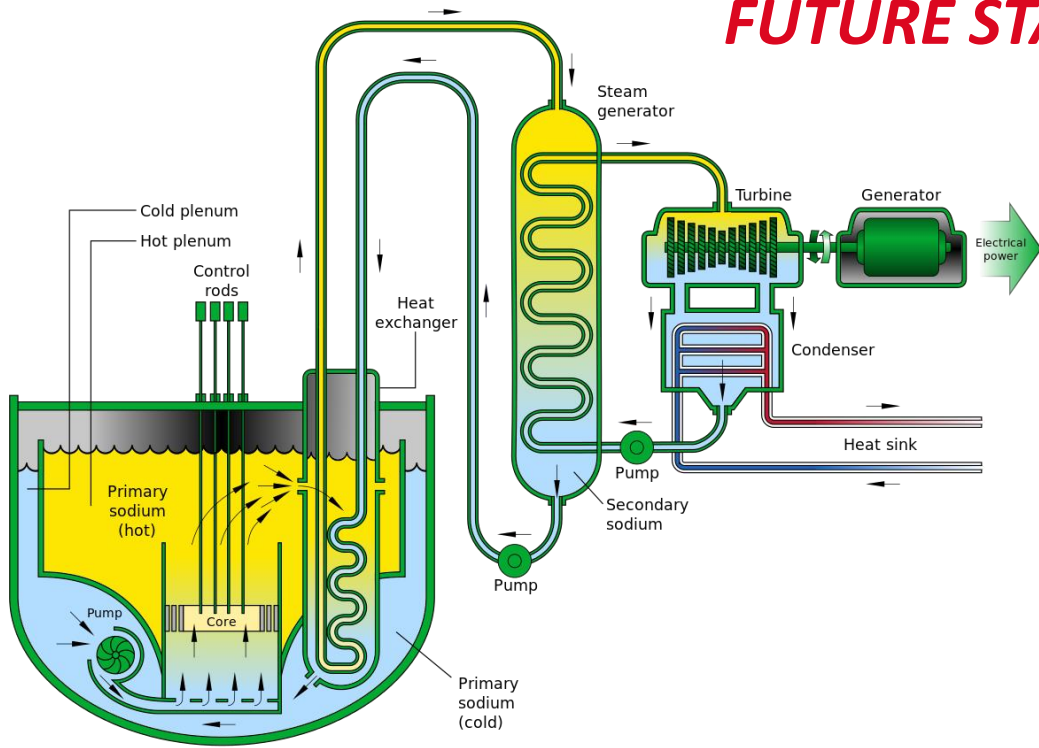 FUTURE STA
Steam
generator
Turbine
Generator
Electrical
power
Cold plenum
Hot plenum
Control
rods
Heat
exchanger
Condenser
Heat sink
Pump
Primary
sodium
(hot)
Secondary
sodium
Pump
Pump
Core
Primary
sodium
(cold)